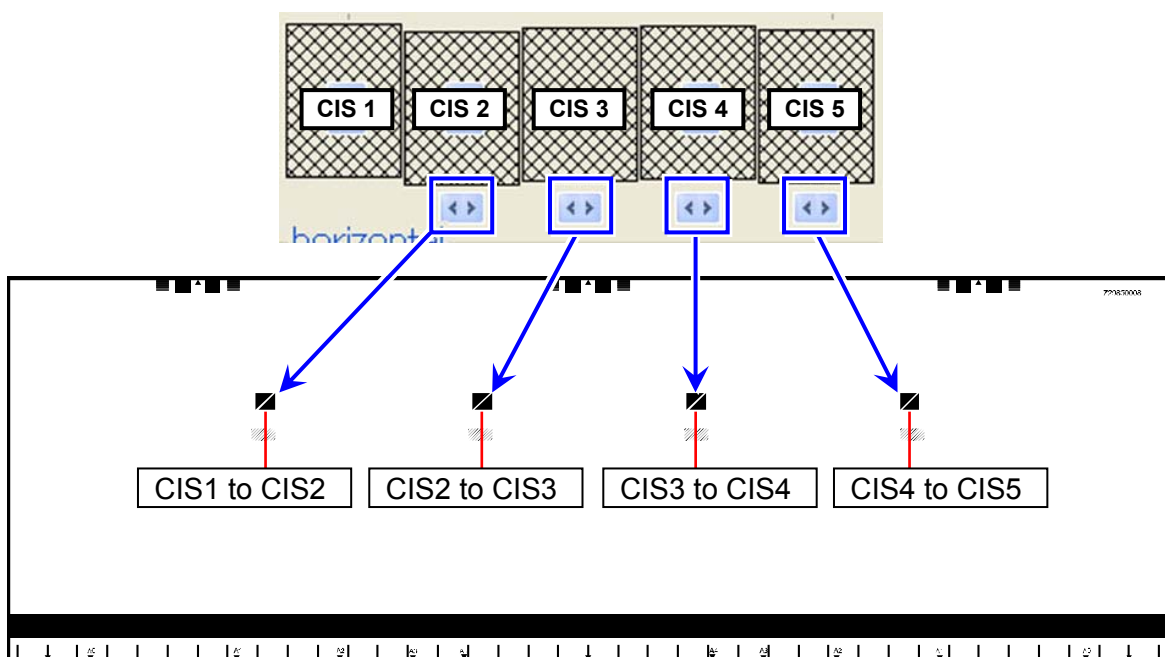 CIS 1
CIS 2
CIS 3
CIS 4
CIS 5
horizontal
CIS1 to CIS2
CIS2 to CIS3
CIS3 to CIS4
CIS4 to CIS5